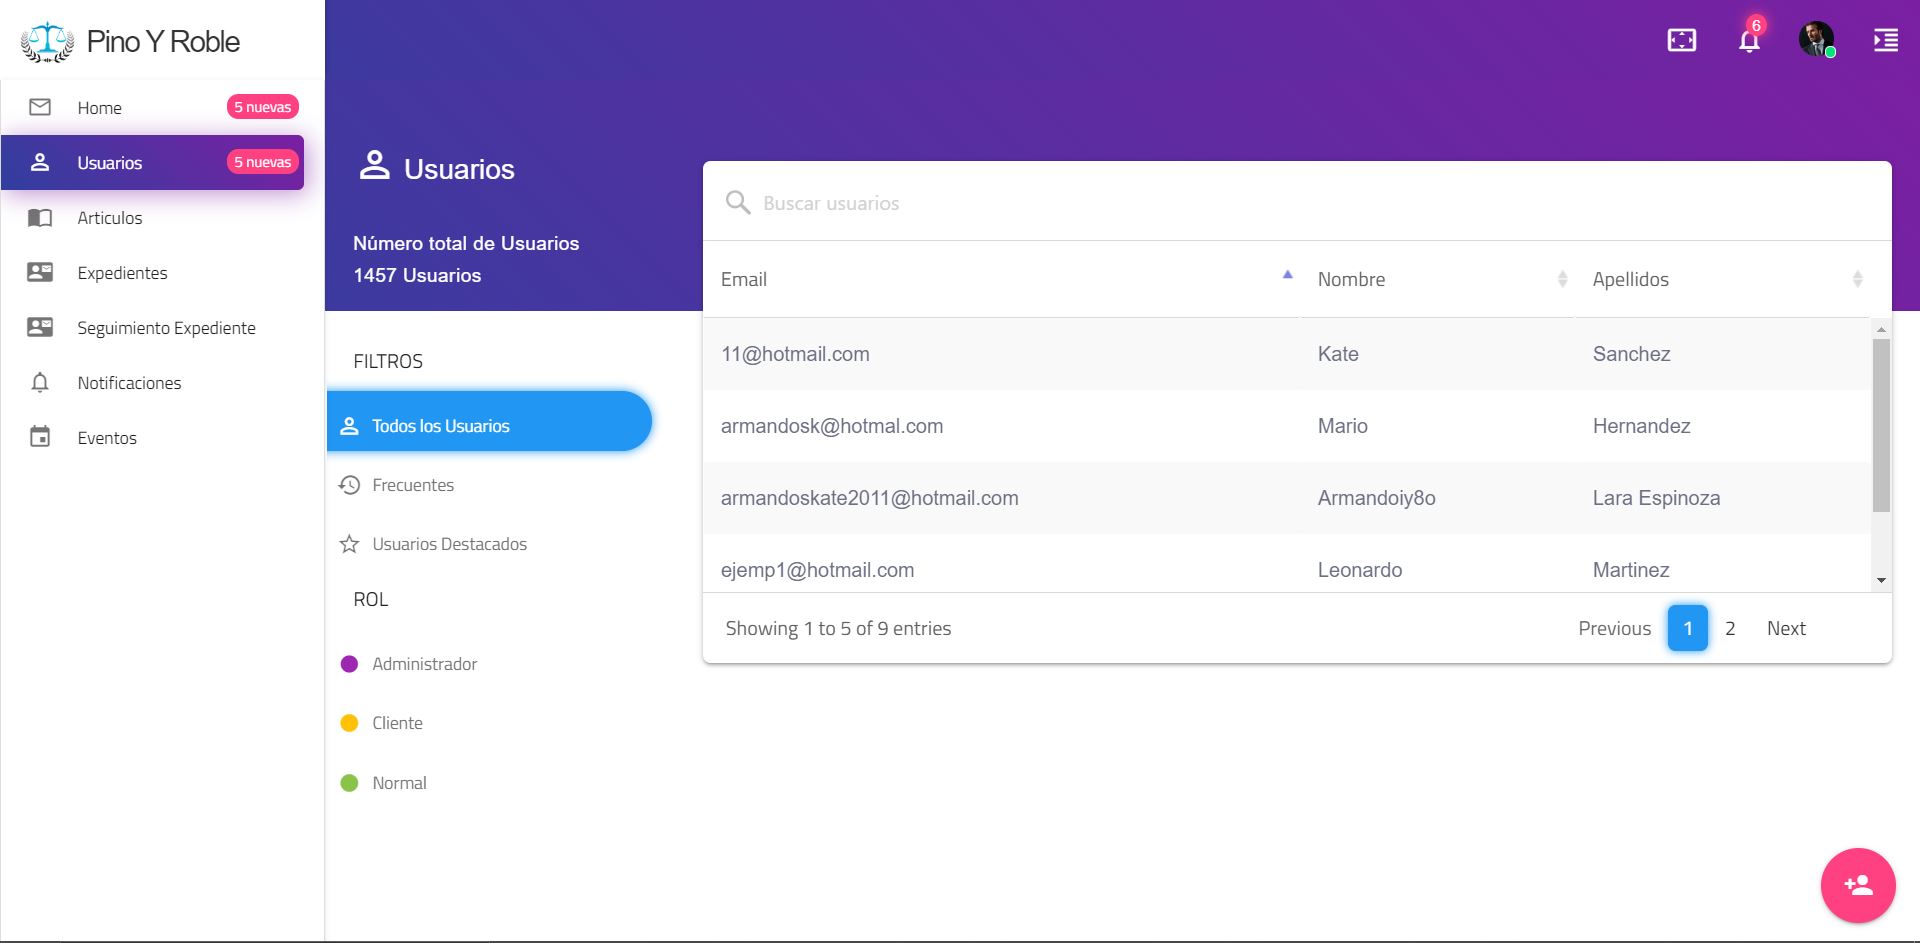 Pino Y Roble
6
Home
5 nuevas
Usuarios
5 nuevas
Articulos
Expedientes
Seguimiento Expediente
Notificaciones
Eventos
Usuarios
Número total de Usuarios
1457 Usuarios
FILTROS
Todos los Usuarios
Frecuentes
Usuarios Destacados
ROL
Administrador
Cliente
Normal
Buscar usuarios
Email Nombre Apellidos
11@hotmail.com Kate Sanchez
armandosk@hotmal.com Mario Hernandez
armandoskate2011@hotmail.com Armandoiy8o Lara Espinoza
ejemp1@hotmail.com Leonardo Martinez
Showing 1 to 5 of 9 entries Previous 1 2 Next